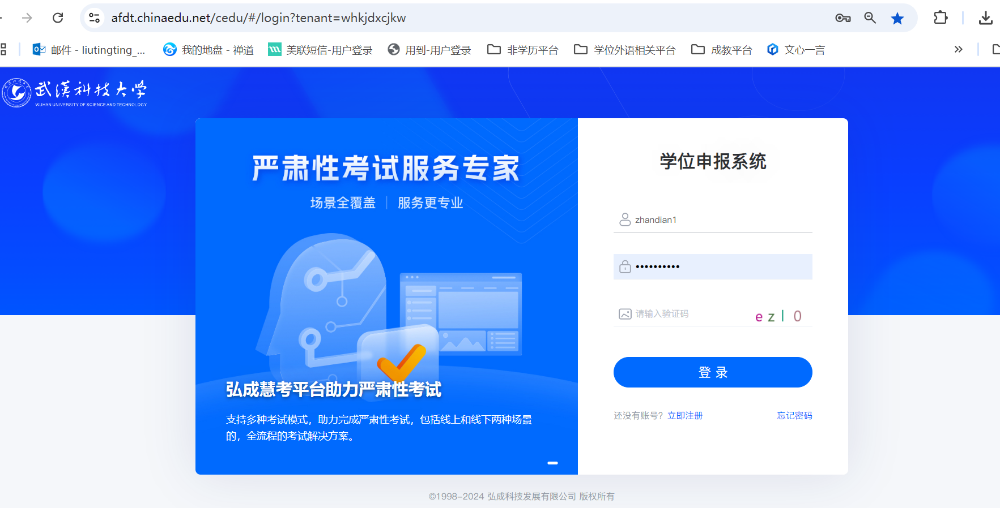 afdt.chinaedu.net/cedu/#/login?tenant=whkjdxcjkw
邮件 - liutingting_...
我的地盘 - 禅道
美联短信-用户登录
用到-用户登录
非学历平台
学位外语相关平台
成教平台
文心一言
武汉科技大学
WUHAN UNIVERSITY OF SCIENCE AND TECHNOLOGY
严肃性考试服务专家
场景全覆盖 | 服务更专业
弘成慧考平台助力严肃性考试
支持多种考试模式，助力完成严肃性考试，包括线上和线下两种场景
的，全流程的考试解决方案。
学位申报系统
zhandian1
••••••••••
请输入验证码
e z l 0
登 录
还没有账号? 立即注册
忘记密码
©1998-2024 弘成科技发展有限公司 版权所有